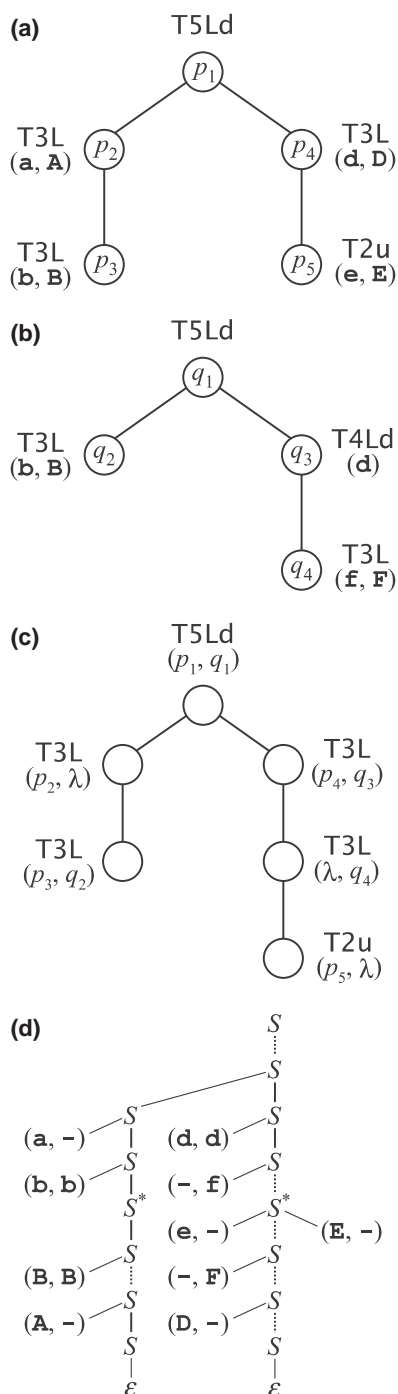 (a)
T5Ld
p1
T3L
(a, A)
p2
p4
T3L
(d, D)
T3L
(b, B)
p3
p5
T2u
(e, E)
(b)
T5Ld
q1
T3L
(b, B)
q2
q3
T4Ld
(d)
q4
T3L
(f, F)
(c)
T5Ld
(p1, q1)
T3L
(p2, λ)
T3L
(p4, q3)
T3L
(p3, q2)
T3L
(λ, q4)
T2u
(p5, λ)
(d)
S
S
S S
(a, -) (d, d)
S S
(b, b) (-, f)
S* S*
(e, -) (E, -)
S S
(B, B) (-, F)
S S
(A, -) (D, -)
S S
ε ε